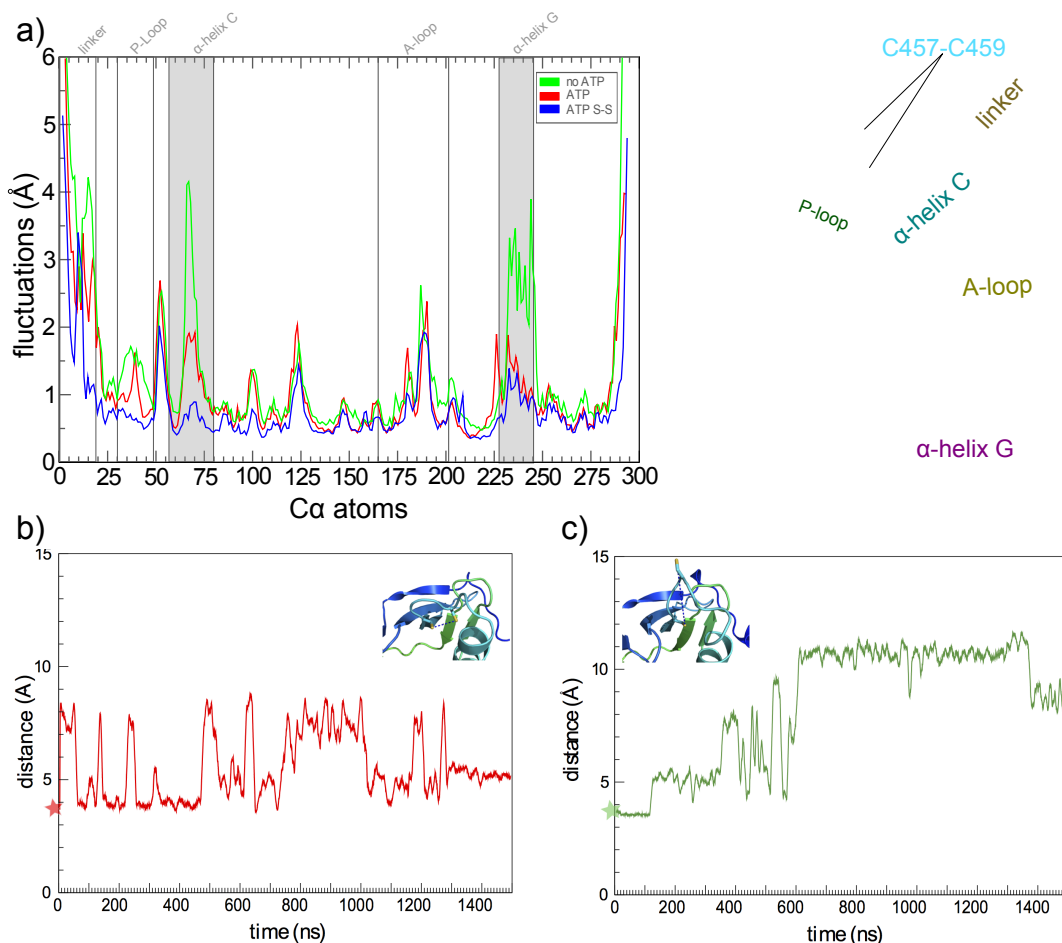 a)
linker
P-Loop
α-helix C
A-loop
α-helix G
6
5
4
3
2
1
0
fluctuations (Å)
no ATP
ATP
ATP S-S
0 25 50 75 100 125 150 175 200 225 250 275 300
Cα atoms
C457-C459
linker
α-helix C
P-loop
A-loop
α-helix G
b)
15
10
5
0
distance (A)
0 200 400 600 800 1000 1200 1400
time (ns)
c)
15
10
5
0
distance (Å)
0 200 400 600 800 1000 1200 1400
time (ns)